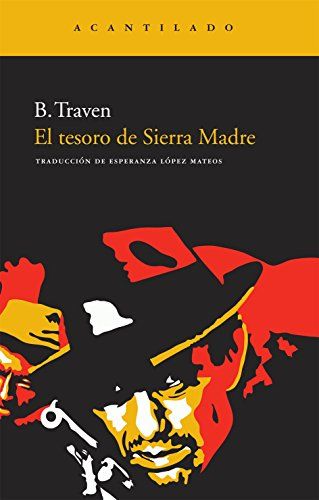 ACANTILADO
B. Traven
El tesoro de Sierra Madre
TRADUCCIÓN DE ESPERANZA LÓPEZ MATEOS